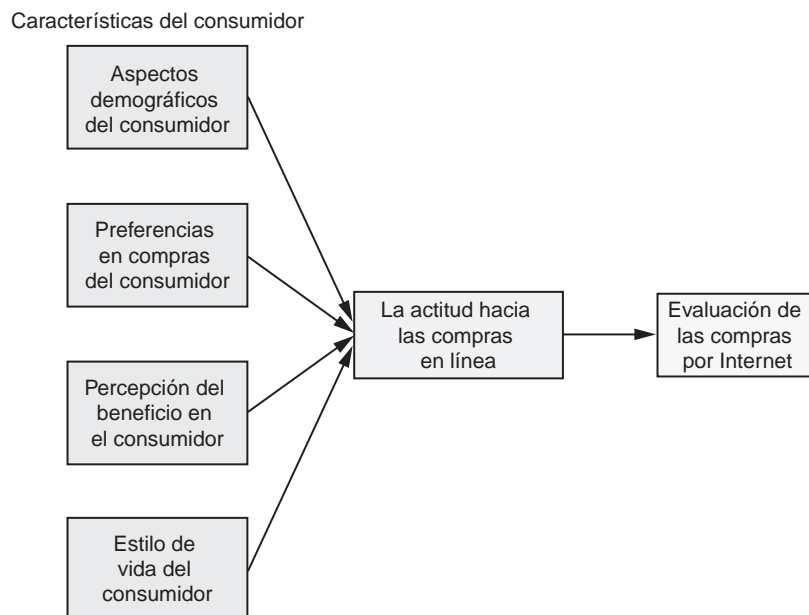 Características del consumidor
Aspectos
demográficos
del consumidor
Preferencias
en compras
del consumidor
Percepción del
beneficio en
el consumidor
Estilo de
vida del
consumidor
La actitud hacia
las compras
en línea
Evaluación de
las compras
por Internet